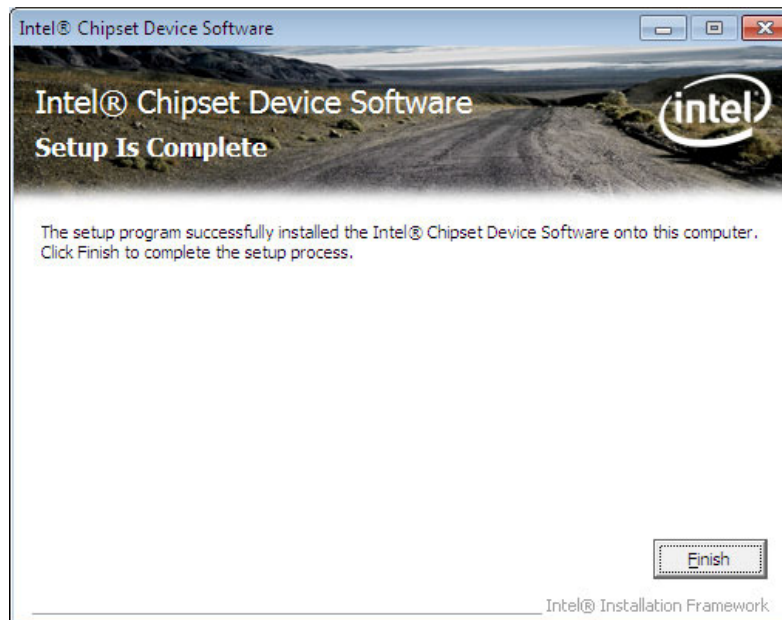 Intel® Chipset Device Software
Intel® Chipset Device Software
Setup Is Complete
intel
The setup program successfully installed the Intel® Chipset Device Software onto this computer.
Click Finish to complete the setup process.
Finish
Intel® Installation Framework